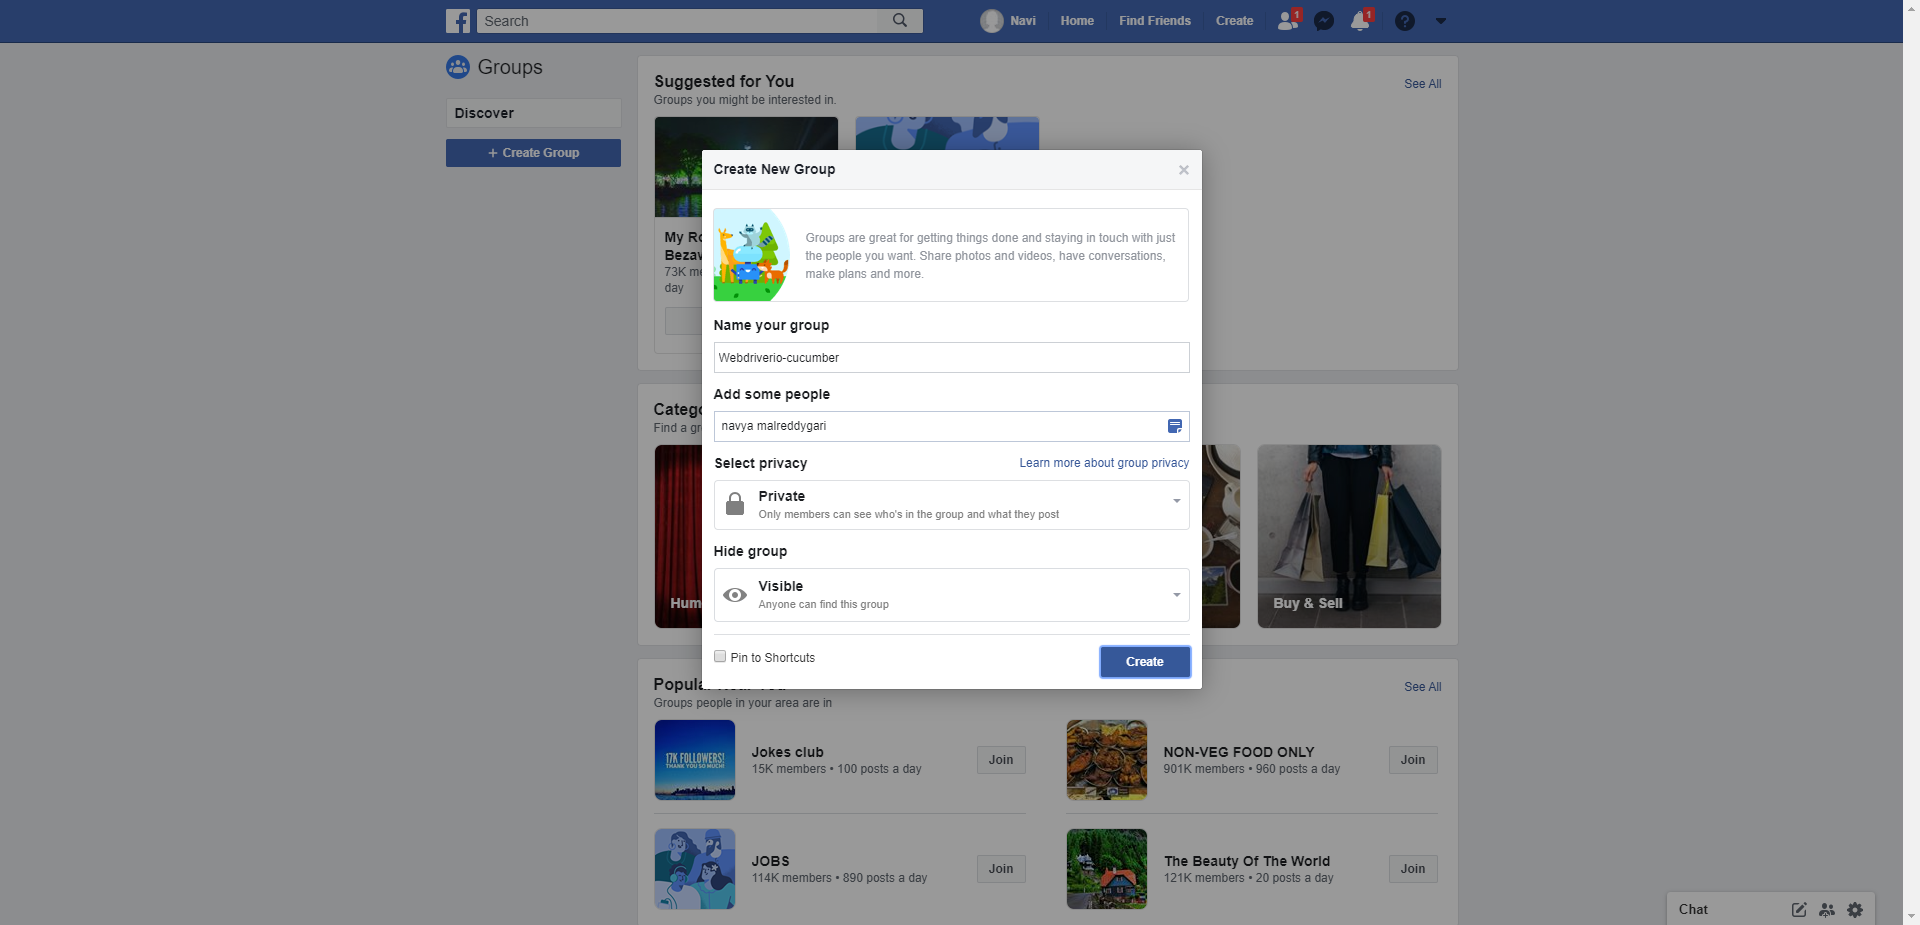 Search
Navi
Home
Find Friends
Create
1
1
Groups
Discover
+ Create Group
Suggested for You
Groups you might be interested in.
See All
My Ro
Bezaw
73K me
day
Create New Group
Groups are great for getting things done and staying in touch with just
the people you want. Share photos and videos, have conversations,
make plans and more.
Name your group
Webdriverio-cucumber
Add some people
navya malreddygari
Select privacy
Learn more about group privacy
Private
Only members can see who's in the group and what they post
Hide group
Visible
Anyone can find this group
Pin to Shortcuts
Create
Catego
Find a gr
Hum
Buy & Sell
Popular Near You
Groups people in your area are in
See All
17K FOLLOWERS!
THANK YOU SO MUCH!
Jokes club
15K members • 100 posts a day
Join
NON-VEG FOOD ONLY
901K members • 960 posts a day
Join
JOBS
114K members • 890 posts a day
Join
The Beauty Of The World
121K members • 20 posts a day
Join
Chat